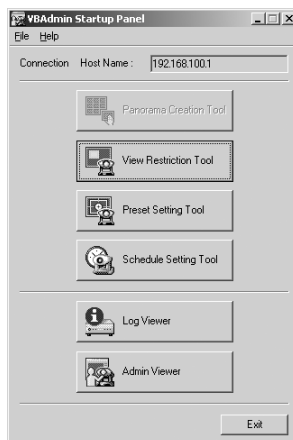 VBAdmin Startup Panel
File Help
Connection Host Name : 192.168.100.1
Panorama Creation Tool
View Restriction Tool
Preset Setting Tool
Schedule Setting Tool
Log Viewer
Admin Viewer
Exit